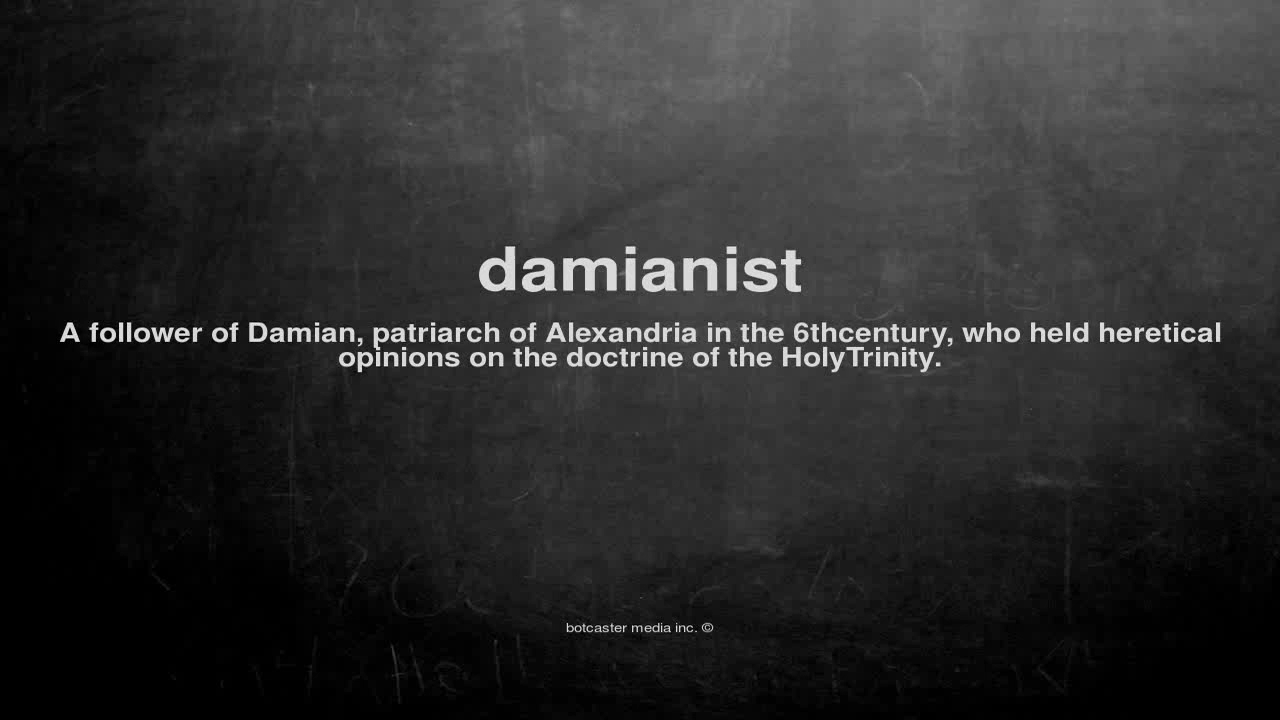 damianist
A follower of Damian, patriarch of Alexandria in the 6thcentury, who held heretical
opinions on the doctrine of the HolyTrinity.
botcaster media inc. ©